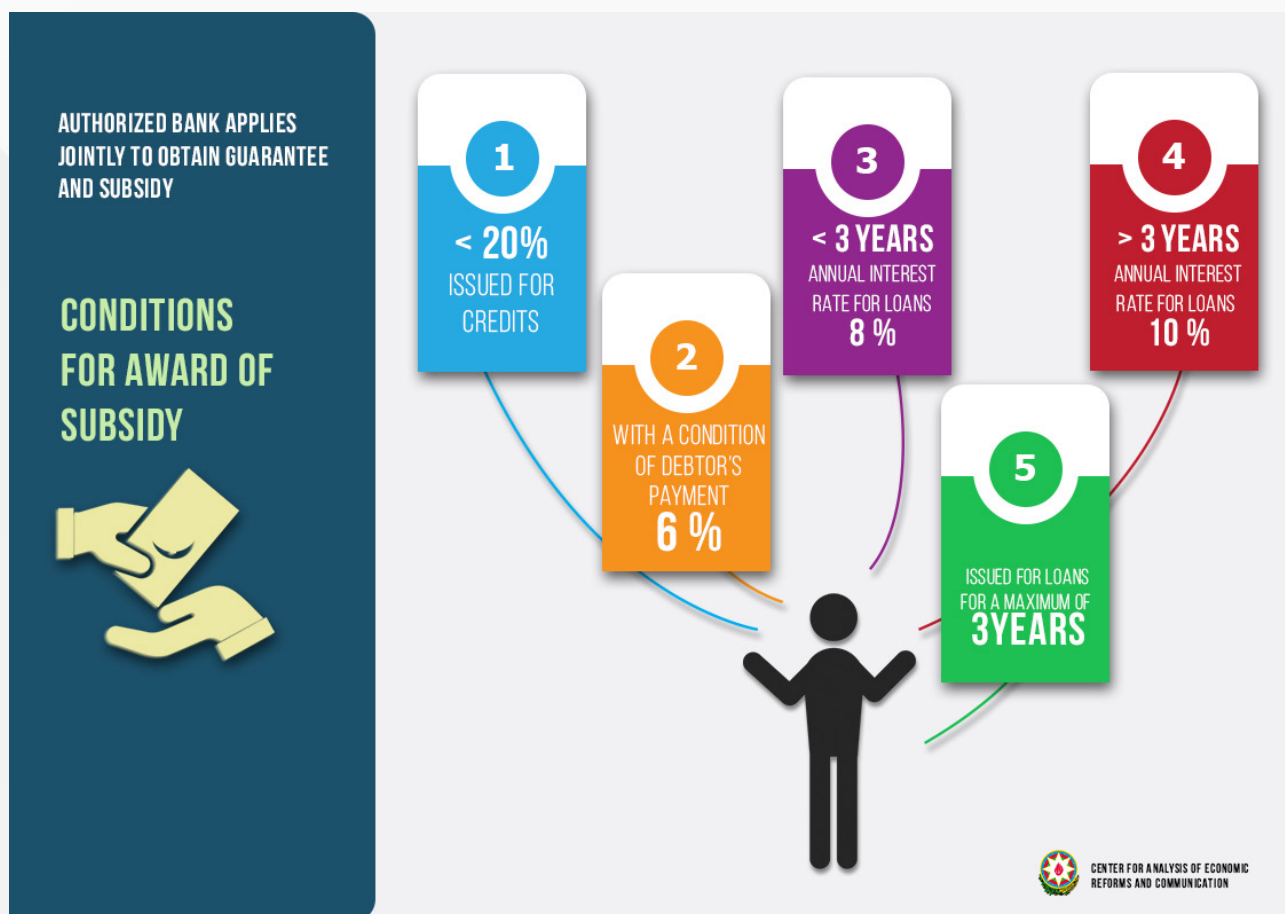 AUTHORIZED BANK APPLIES
JOINTLY TO OBTAIN GUARANTEE
AND SUBSIDY
CONDITIONS
FOR AWARD OF
SUBSIDY
1
< 20%
ISSUED FOR
CREDITS
2
WITH A CONDITION
OF DEBTOR'S
PAYMENT
6 %
3
< 3 YEARS
ANNUAL INTEREST
RATE FOR LOANS
8 %
4
> 3 YEARS
ANNUAL INTEREST
RATE FOR LOANS
10 %
5
ISSUED FOR LOANS
FOR A MAXIMUM OF
3YEARS
CENTER FOR ANALYSIS OF ECONOMIC
REFORMS AND COMMUNICATION